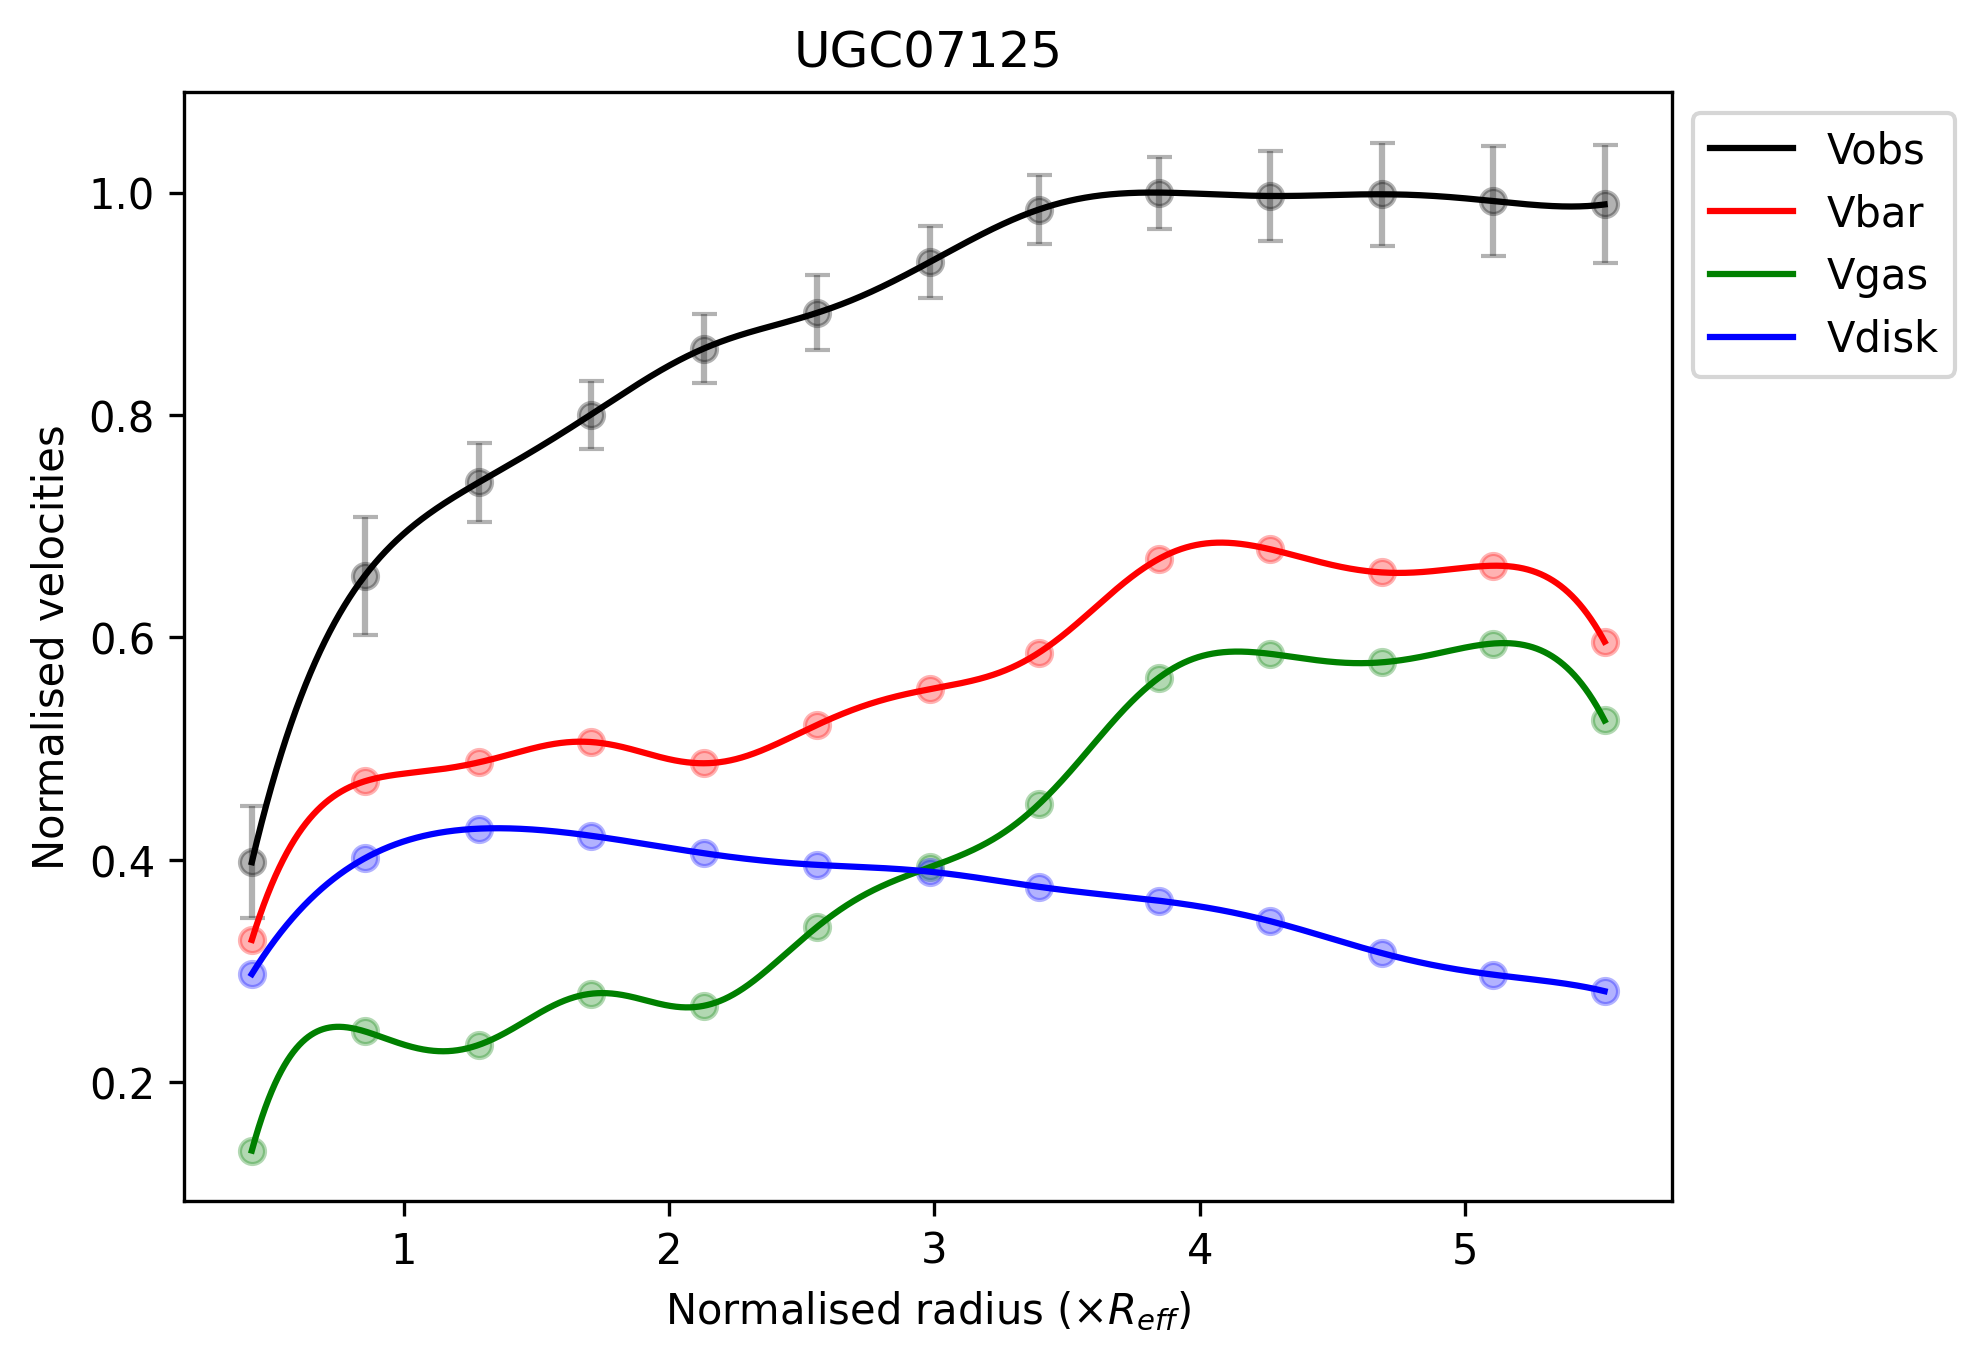 UGC07125
Vobs
Vbar
Vgas
Vdisk
1.0
0.8
0.6
0.4
0.2
Normalised velocities
1 2 3 4 5
Normalised radius (×R_eff)